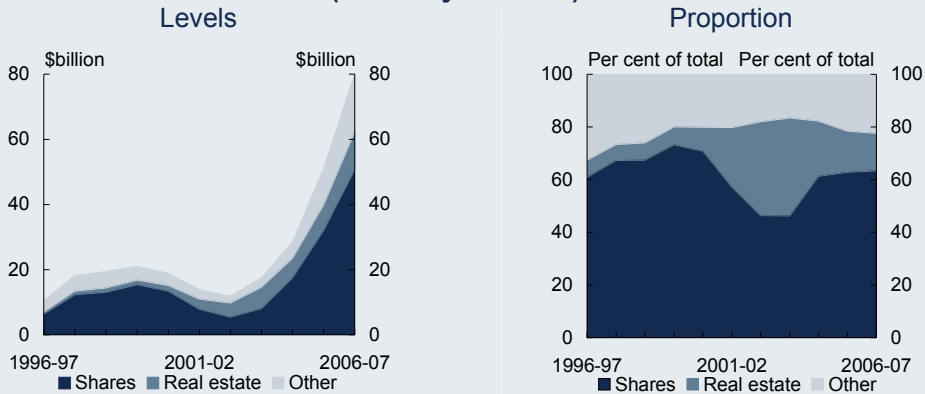 Levels
$billion $billion
80 80
60 60
40 40
20 20
0 0
1996-97 2001-02 2006-07
Shares Real estate Other
Proportion
Per cent of total Per cent of total
100 100
80 80
60 60
40 40
20 20
0 0
1996-97 2001-02 2006-07
Shares Real estate Other